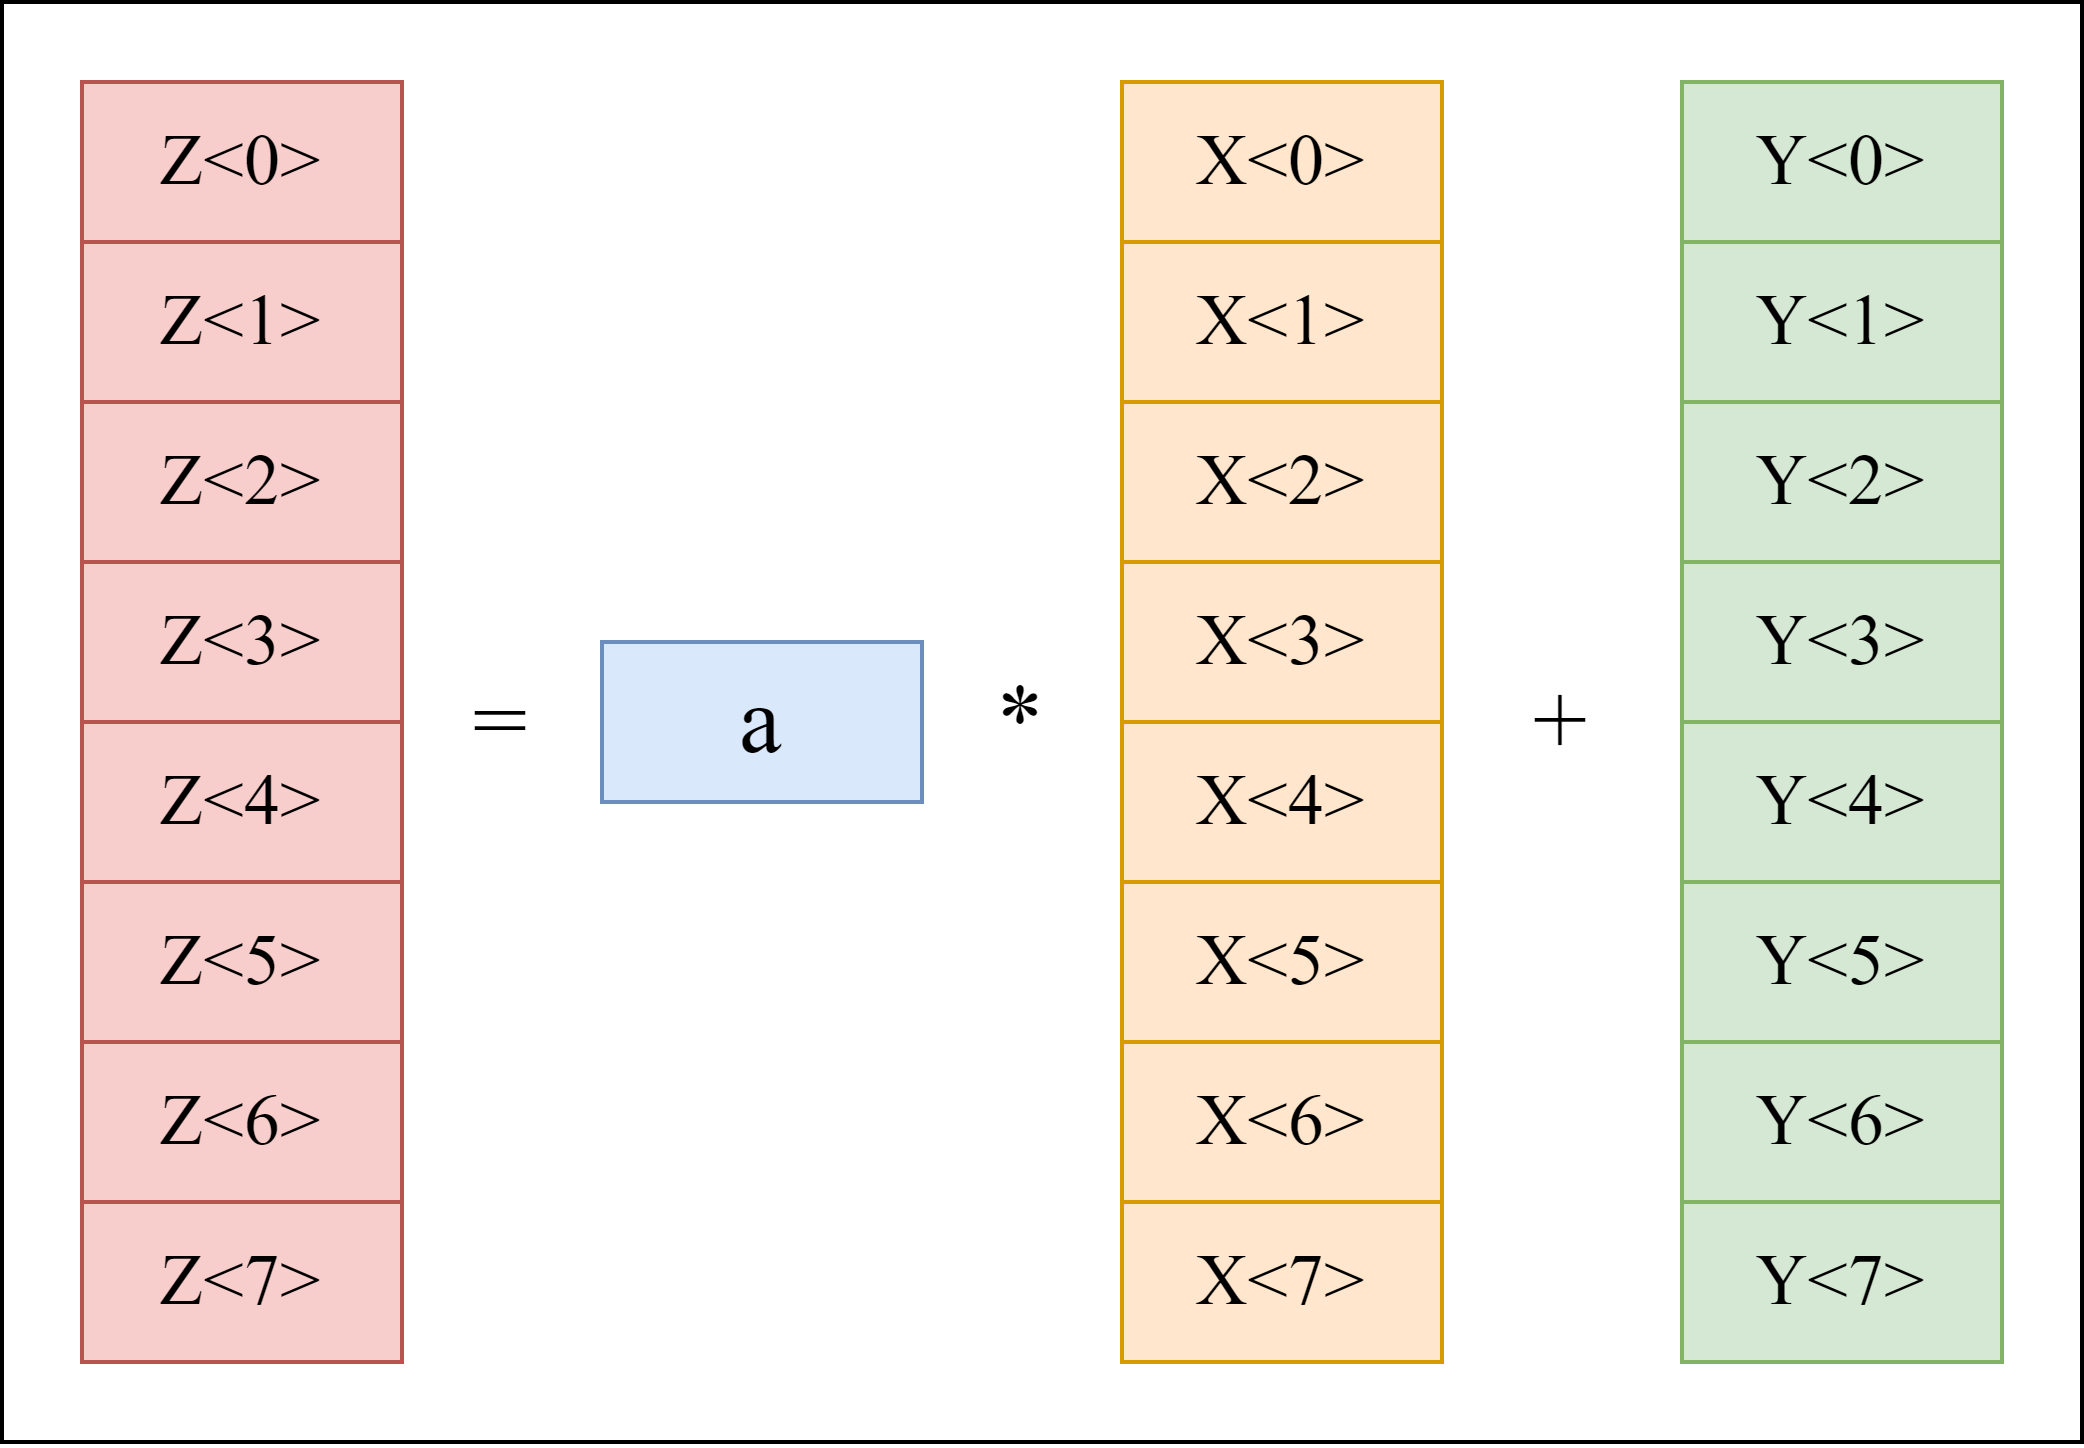 Z<0> X<0> Y<0>
Z<1> X<1> Y<1>
Z<2> X<2> Y<2>
Z<3> X<3> Y<3>
= a * +
Z<4> X<4> Y<4>
Z<5> X<5> Y<5>
Z<6> X<6> Y<6>
Z<7> X<7> Y<7>